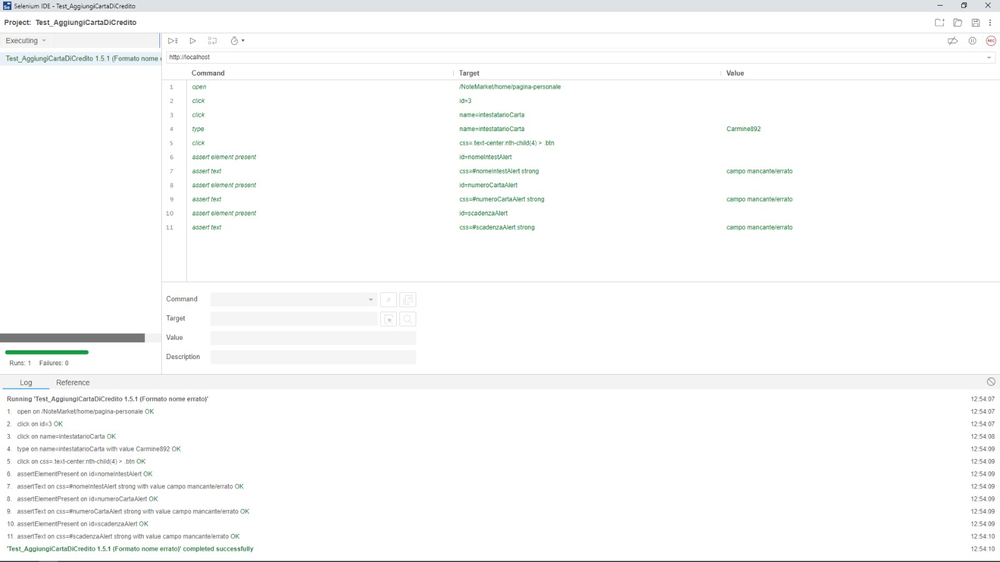 Selenium IDE - Test_AggiungiCartaDiCredito
Project: Test_AggiungiCartaDiCredito
Executing
Test_AggiungiCartaDiCredito 1.5.1 (Formato nome
REC
http://localhost
Command Target Value
1 open /NoteMarket/home/pagina-personale
2 click id=3
3 click name=intestatarioCarta
4 type name=intestatarioCarta Carmine892
5 click css=.text-center:nth-child(4) > .btn
6 assert element present id=nomeIntestAlert
7 assert text css=#nomeIntestAlert strong campo mancante/errato
8 assert element present id=numeroCartaAlert
9 assert text css=#numeroCartaAlert strong campo mancante/errato
10 assert element present id=scadenzaAlert
11 assert text css=#scadenzaAlert strong campo mancante/errato
Command //
Target
Value
Description
Runs: 1 Failures: 0
Log Reference
Running 'Test_AggiungiCartaDiCredito 1.5.1 (Formato nome errato)' 12:54:07
1. open on /NoteMarket/home/pagina-personale OK 12:54:07
2. click on id=3 OK 12:54:07
3. click on name=intestatarioCarta OK 12:54:08
4. type on name=intestatarioCarta with value Carmine892 OK 12:54:09
5. click on css=.text-center:nth-child(4) > .btn OK 12:54:09
6. assertElementPresent on id=nomeIntestAlert OK 12:54:09
7. assertText on css=#nomeIntestAlert strong with value campo mancante/errato OK 12:54:09
8. assertElementPresent on id=numeroCartaAlert OK 12:54:09
9. assertText on css=#numeroCartaAlert strong with value campo mancante/errato OK 12:54:09
10. assertElementPresent on id=scadenzaAlert OK 12:54:09
11. assertText on css=#scadenzaAlert strong with value campo mancante/errato OK 12:54:10
'Test_AggiungiCartaDiCredito 1.5.1 (Formato nome errato)' completed successfully 12:54:10